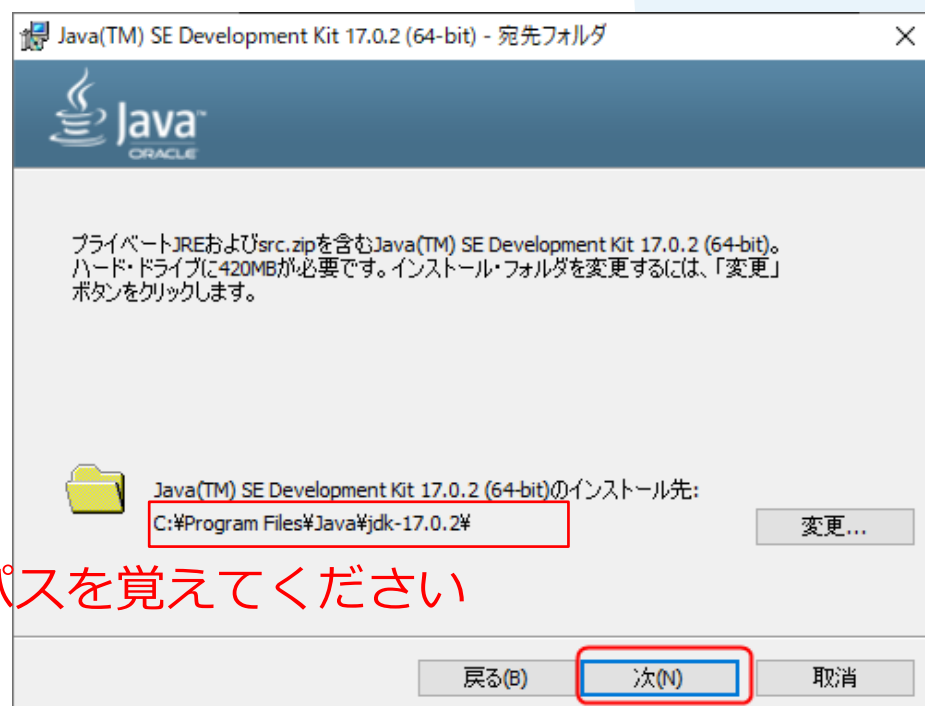 Java(TM) SE Development Kit 17.0.2 (64-bit) - 宛先フォルダ
Java™
ORACLE
プライベートJREおよびsrc.zipを含むJava(TM) SE Development Kit 17.0.2 (64-bit)。
ハード・ドライブに420MBが必要です。インストール・フォルダを変更するには、「変更」
ボタンをクリックします。
Java(TM) SE Development Kit 17.0.2 (64-bit)のインストール先:
C:¥Program Files¥Java¥jdk-17.0.2¥
変更...
パスを覚えてください
戻る(B)
次(N)
取消